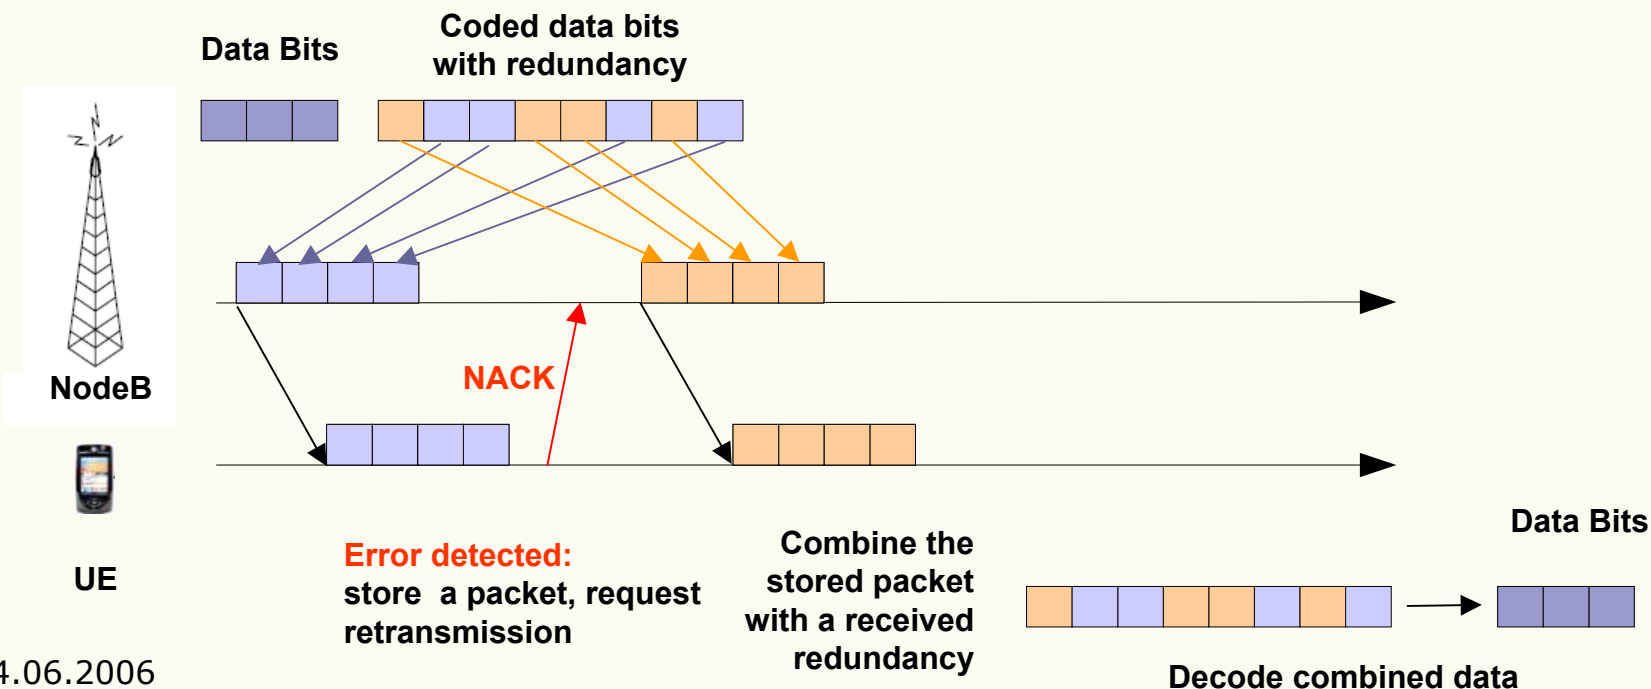 Data Bits
Coded data bits
with redundancy
NodeB
NACK
UE
Error detected:
store a packet, request
retransmission
Combine the
stored packet
with a received
redundancy
Data Bits
Decode combined data
4.06.2006